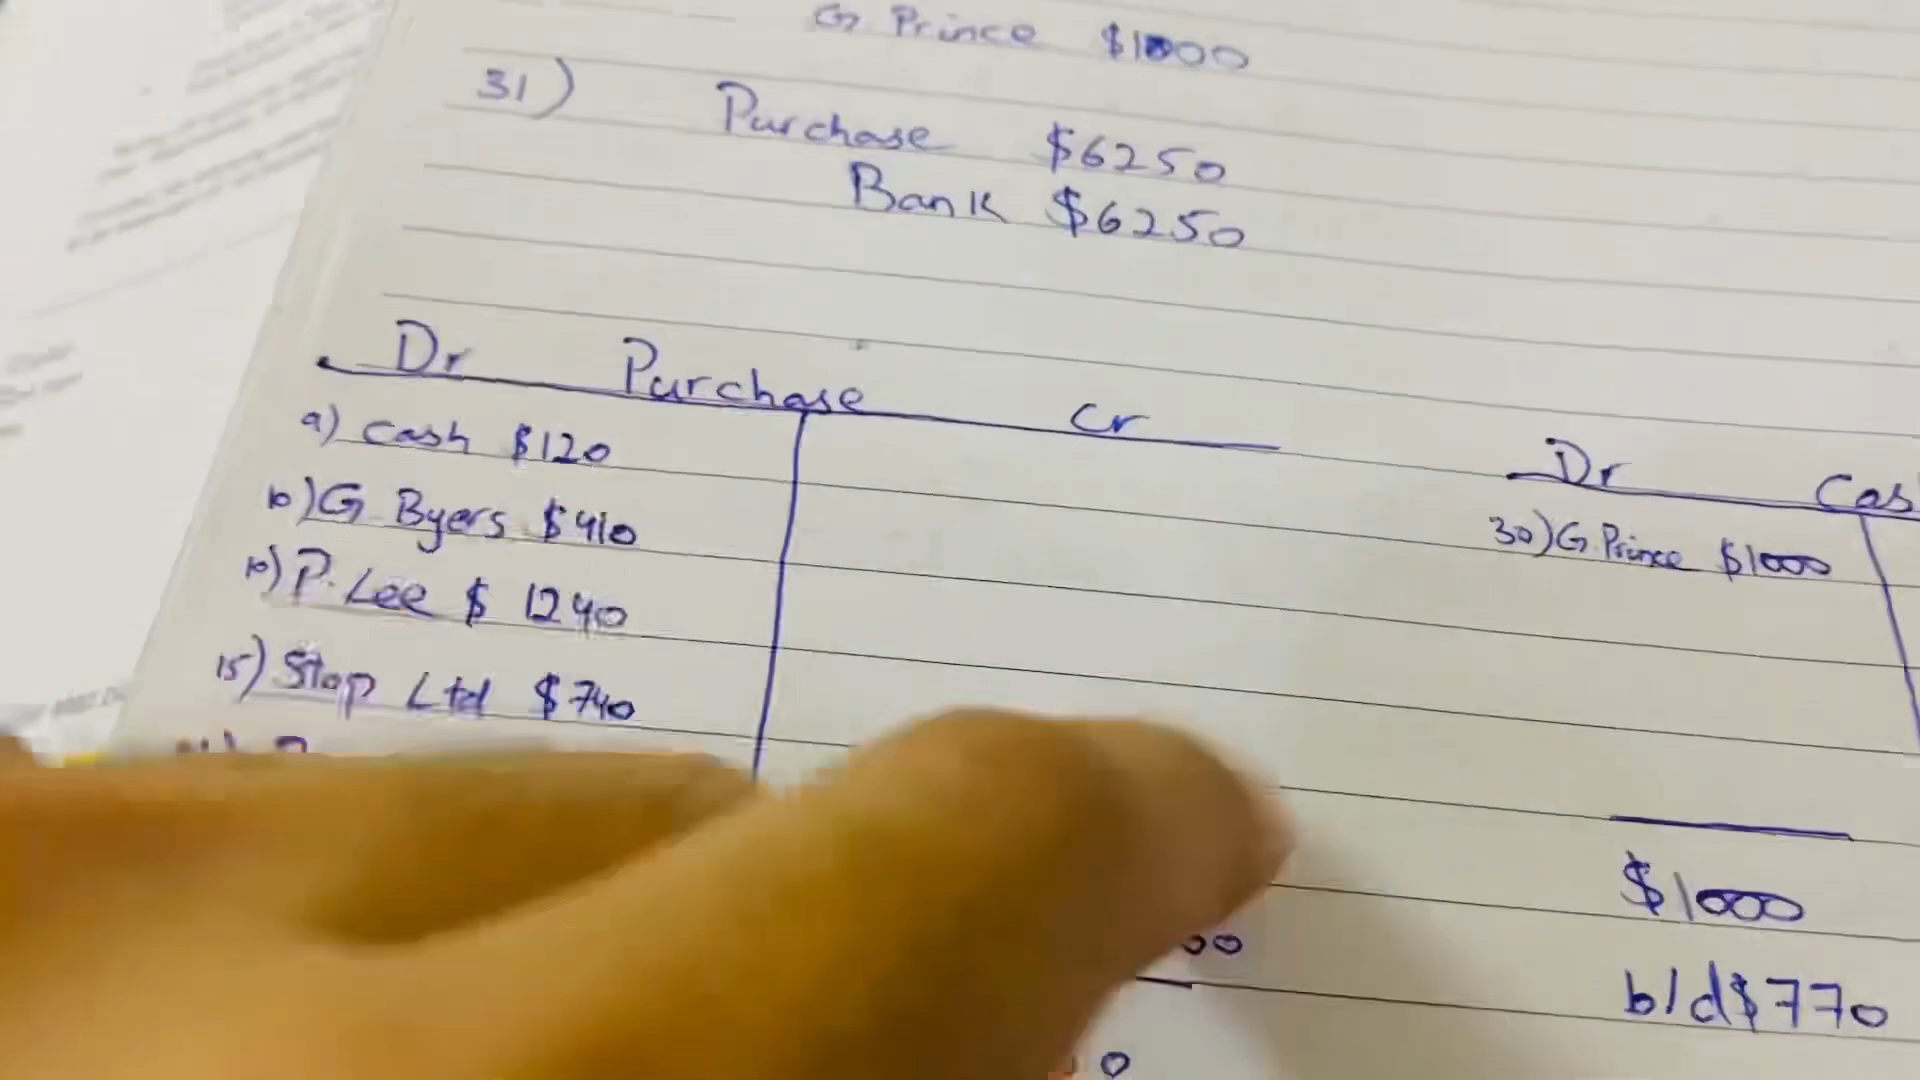 G Prince $1000
31)
Purchase $6250
Bank $6250
Dr Purchase Cr
9) Cash $120
10) G Byers $410
10) P. Lee $ 1240
15) Stop Ltd $740
Dr
30) G. Prince $1000
$1000
b/d $770